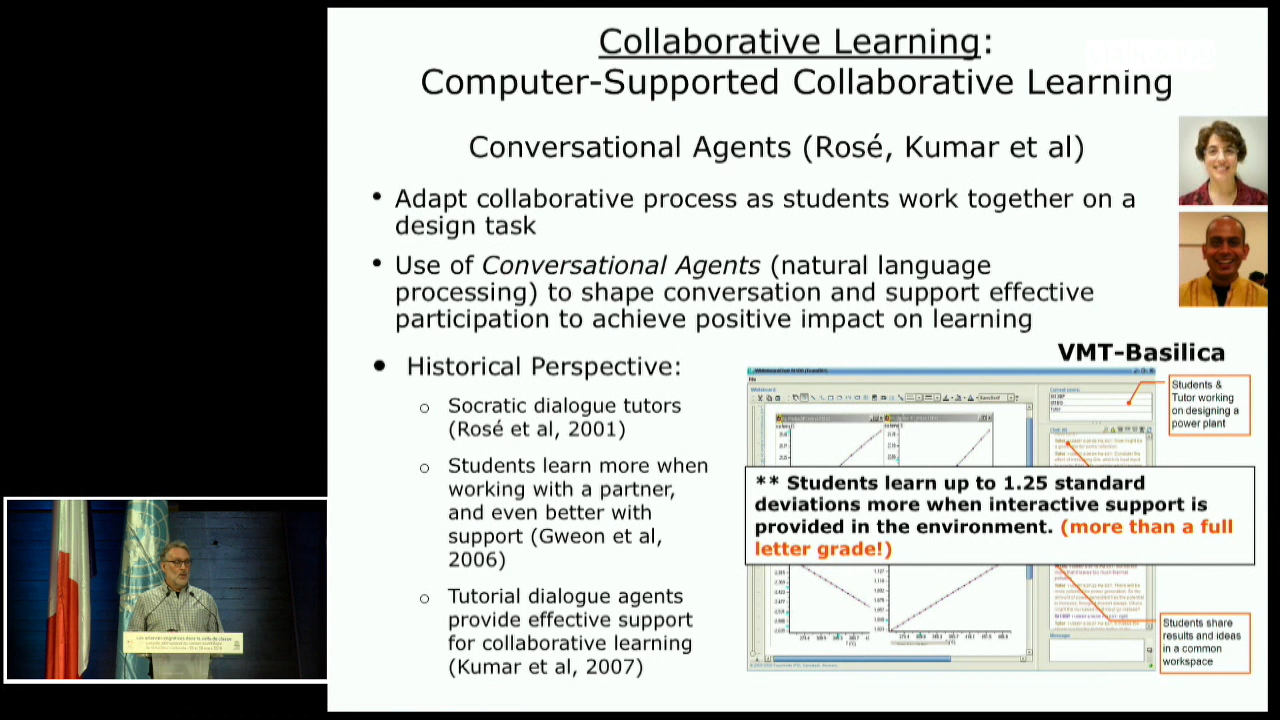 Collaborative Learning:
Computer-Supported Collaborative Learning
Conversational Agents (Rosé, Kumar et al)
• Adapt collaborative process as students work together on a
design task
• Use of Conversational Agents (natural language
processing) to shape conversation and support effective
participation to achieve positive impact on learning
• Historical Perspective:
o Socratic dialogue tutors
(Rosé et al, 2001)
o Students learn more when
working with a partner,
and even better with
support (Gweon et al,
2006)
o Tutorial dialogue agents
provide effective support
for collaborative learning
(Kumar et al, 2007)
VMT-Basilica
Students &
Tutor working
on designing a
power plant
** Students learn up to 1.25 standard
deviations more when interactive support is
provided in the environment. (more than a full
letter grade!)
Students share
results and ideas
in a common
workspace